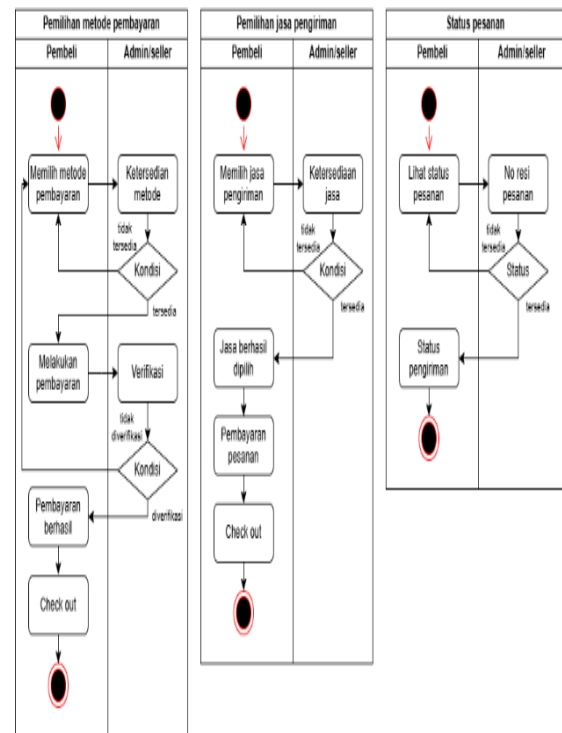 Pemilihan metode pembayaran
Pembeli
Admin/seller
Memilih metode
pembayaran
Ketersedian
metode
tidak
tersedia
Kondisi
tersedia
Melakukan
pembayaran
Verifikasi
tidak
diverifikasi
Kondisi
diverifikasi
Pembayaran
berhasil
Check out
Pemilihan jasa pengiriman
Pembeli
Admin/seller
Memilih jasa
pengiriman
Ketersediaan
jasa
tidak
tersedia
Kondisi
tersedia
Jasa berhasil
dipilih
Pembayaran
pesanan
Check out
Status pesanan
Pembeli
Admin/seller
Lihat status
pesanan
No resi
pesanan
tidak
tersedia
Status
tersedia
Status
pengiriman